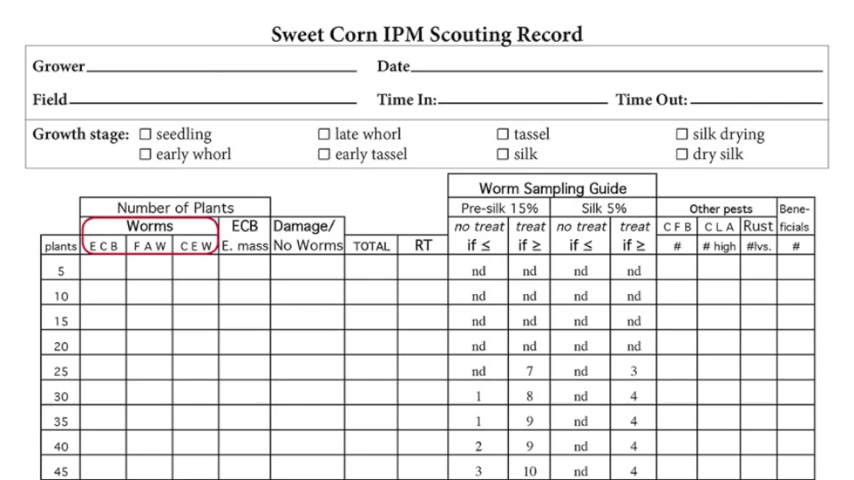 Sweet Corn IPM Scouting Record
Grower Date
Field Time In: Time Out:
Growth stage: seedling late whorl tassel silk drying
early whorl early tassel silk dry silk
Worm Sampling Guide
Number of Plants Pre-silk 15% Silk 5% Other pests Bene-
Worms ECB Damage/ no treat treat no treat treat C F B C L A Rust ficials
plants E C B F A W C E W E. mass No Worms TOTAL RT if ≤ if ≥ if ≤ if ≥ # # high #lvs. #
5 nd nd nd nd
10 nd nd nd nd
15 nd nd nd nd
20 nd nd nd nd
25 nd 7 nd 3
30 1 8 nd 4
35 1 9 nd 4
40 2 9 nd 4
45 3 10 nd 4